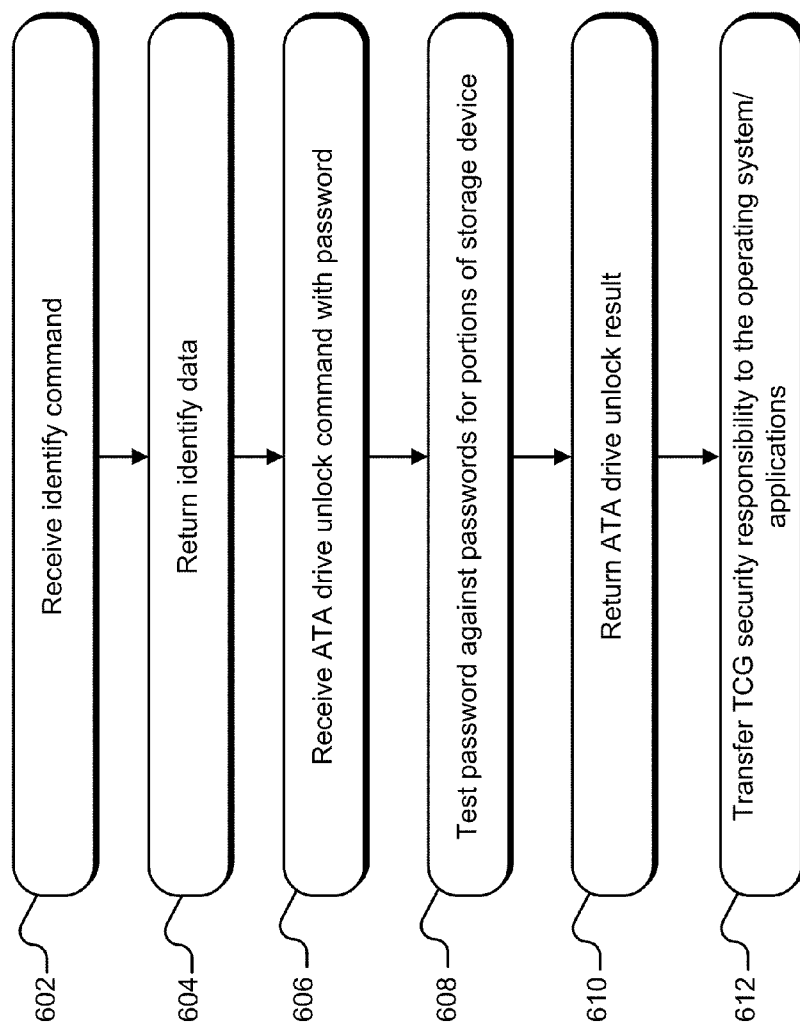 602
Receive identify command
604
Return identify data
606
Receive ATA drive unlock command with password
608
Test password against passwords for portions of storage device
610
Return ATA drive unlock result
612
Transfer TCG security responsibility to the operating system/
applications